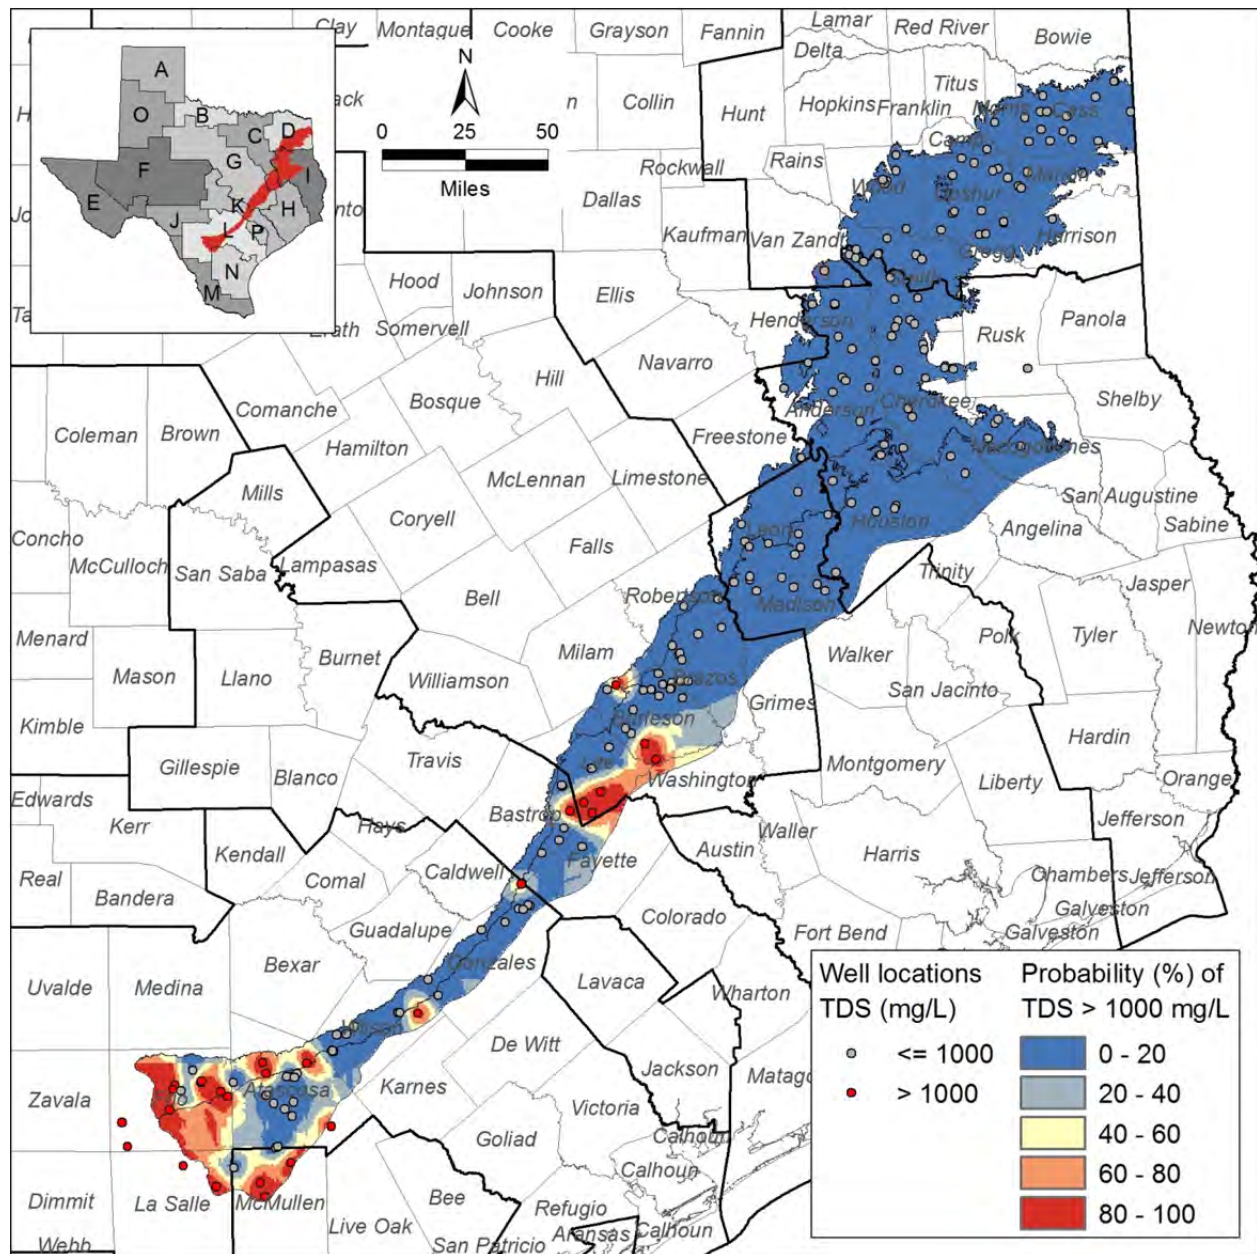 Clay
Montague
Cooke
Grayson
Fannin
Lamar
Red River
Bowie
Delta
Titus
Hunt
Hopkins
Franklin
Morris
Cass
Collin
Camp
Rockwall
Rains
Wood
Upshur
Marion
Dallas
Kaufman
Van Zandt
Gregg
Harrison
Smith
Hood
Johnson
Ellis
Henderson
Rusk
Panola
Erath
Somervell
Navarro
Hill
Comanche
Bosque
Anderson
Cherokee
Shelby
Coleman
Brown
Hamilton
Freestone
Nacogdoches
McLennan
Limestone
Mills
San Augustine
Coryell
Leon
Houston
Angelina
Sabine
Concho
McCulloch
San Saba
Lampasas
Falls
Trinity
Jasper
Bell
Robertson
Madison
Menard
Milam
Polk
Tyler
Newton
Mason
Llano
Burnet
Williamson
Brazos
Walker
San Jacinto
Kimble
Grimes
Burleson
Hardin
Gillespie
Blanco
Travis
Lee
Washington
Montgomery
Liberty
Orange
Edwards
Bastrop
Kerr
Hays
Waller
Jefferson
Kendall
Fayette
Austin
Harris
Real
Comal
Caldwell
Chambers
Jefferson
Bandera
Galveston
Colorado
Guadalupe
Fort Bend
Galveston
Bexar
Gonzales
Uvalde
Medina
Lavaca
Wharton
Wilson
De Witt
Jackson
Zavala
Frio
Atascosa
Karnes
Matago
Victoria
Goliad
Calhoun
Calhoun
Dimmit
La Salle
McMullen
Bee
Refugio
Live Oak
Aransas
Calhoun
Webb
San Patricio
A
O
B
C
D
G
F
I
E
K
H
J
L
P
N
M
N
0 25 50
Miles
Well locations
TDS (mg/L)
<= 1000
> 1000
Probability (%) of
TDS > 1000 mg/L
0 - 20
20 - 40
40 - 60
60 - 80
80 - 100